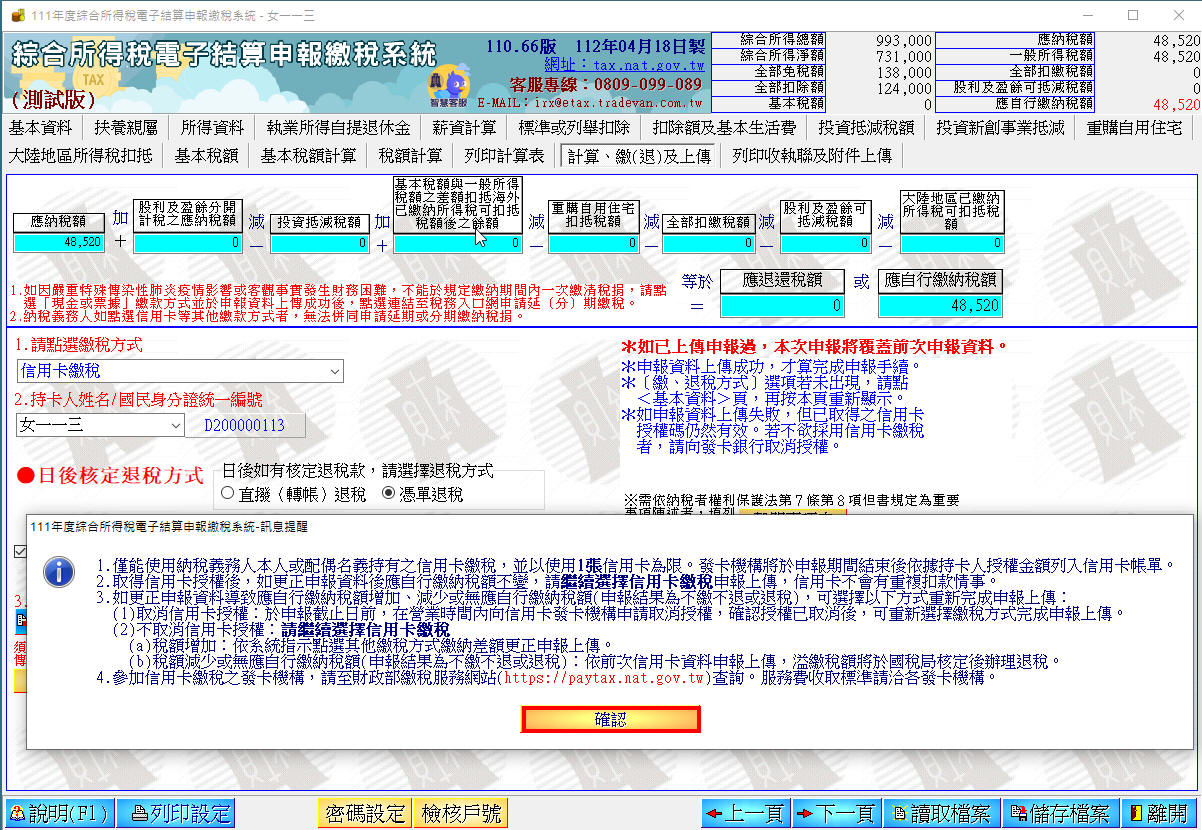 111年度綜合所得稅電子結算申報繳稅系統 - 女一一三
綜合所得稅電子結算申報繳稅系統
(測試版)
TAX
智慧客服
110.66版 112年04月18日製
網址：tax.nat.gov.tw
客服專線：0809-099-089
E-MAIL：irx@etax.tradevan.com.tw
綜合所得總額 993,000 應納稅額 48,520
綜合所得淨額 731,000 一般所得稅額 48,520
全部免稅額 138,000 全部扣繳稅額 0
全部扣除額 124,000 股利及盈餘可抵減稅額 0
基本稅額 0 應自行繳納稅額 48,520
基本資料 扶養親屬 所得資料 執業所得自提退休金 薪資計算 標準或列舉扣除 扣除額及基本生活費 投資抵減稅額 投資新創事業抵減 重購自用住宅
大陸地區所得稅扣抵 基本稅額 基本稅額計算 稅額計算 列印計算表 計算、繳(退)及上傳 列印收執聯及附件上傳
應納稅額
48,520
加
＋
股利及盈餘分開
計稅之應納稅額
0
減
－
投資抵減稅額
0
加
＋
基本稅額與一般所得
稅額之差額扣抵海外
已繳納所得稅可扣抵
稅額後之餘額
0
減
－
重購自用住宅
扣抵稅額
0
減
－
全部扣繳稅額
0
減
－
股利及盈餘可
抵減稅額
0
減
－
大陸地區已繳納
所得稅可扣抵稅
額
0
等於
＝
應退還稅額
0
或
應自行繳納稅額
48,520
1.如因嚴重特殊傳染性肺炎疫情影響或客觀事實發生財務困難，不能於規定繳納期間內一次繳清稅捐，請點
選「現金或票據」繳款方式並於申報資料上傳成功後，點選連結至稅務入口網申請延（分）期繳稅。
2.納稅義務人如點選信用卡等其他繳款方式者，無法併同申請延期或分期繳納稅捐。
1.請點選繳稅方式
信用卡繳稅
2.持卡人姓名/國民身分證統一編號
女一一三
D200000113
●日後核定退稅方式
日後如有核定退稅款，請選擇退稅方式
直撥（轉帳）退稅
憑單退稅
＊如已上傳申報過，本次申報將覆蓋前次申報資料。
＊申報資料上傳成功，才算完成申報手續。
＊〔繳、退稅方式〕選項若未出現，請點
＜基本資料＞頁，再按本頁重新顯示。
＊如申報資料上傳失敗，但已取得之信用卡
授權碼仍然有效。若不欲採用信用卡繳稅
者，請向發卡銀行取消授權。
※需依納稅者權利保護法第７條第８項但書規定為重要
111年度綜合所得稅電子結算申報繳稅系統-訊息提醒
1.僅能使用納稅義務人本人或配偶名義持有之信用卡繳稅，並以使用1張信用卡為限。發卡機構將於申報期間結束後依據持卡人授權金額列入信用卡帳單。
2.取得信用卡授權後，如更正申報資料後應自行繳納稅額不變，請繼續選擇信用卡繳稅申報上傳，信用卡不會有重複扣款情事。
3.如更正申報資料導致應自行繳納稅額增加、減少或無應自行繳納稅額(申報結果為不繳不退或退稅)，可選擇以下方式重新完成申報上傳：
(1)取消信用卡授權：於申報截止日前，在營業時間內向信用卡發卡機構申請取消授權，確認授權已取消後，可重新選擇繳稅方式完成申報上傳。
(2)不取消信用卡授權：請繼續選擇信用卡繳稅
(a)稅額增加：依系統指示點選其他繳稅方式繳納差額更正申報上傳。
(b)稅額減少或無應自行繳納稅額(申報結果為不繳不退或退稅)：依前次信用卡資料申報上傳，溢繳稅額將於國稅局核定後辦理退稅。
4.參加信用卡繳稅之發卡機構，請至財政部繳稅服務網站(https://paytax.nat.gov.tw)查詢。服務費收取標準請洽各發卡機構。
確認
3.
須
傳
說明(F1) 列印設定 密碼設定 檢核戶號 上一頁 下一頁 讀取檔案 儲存檔案 離開